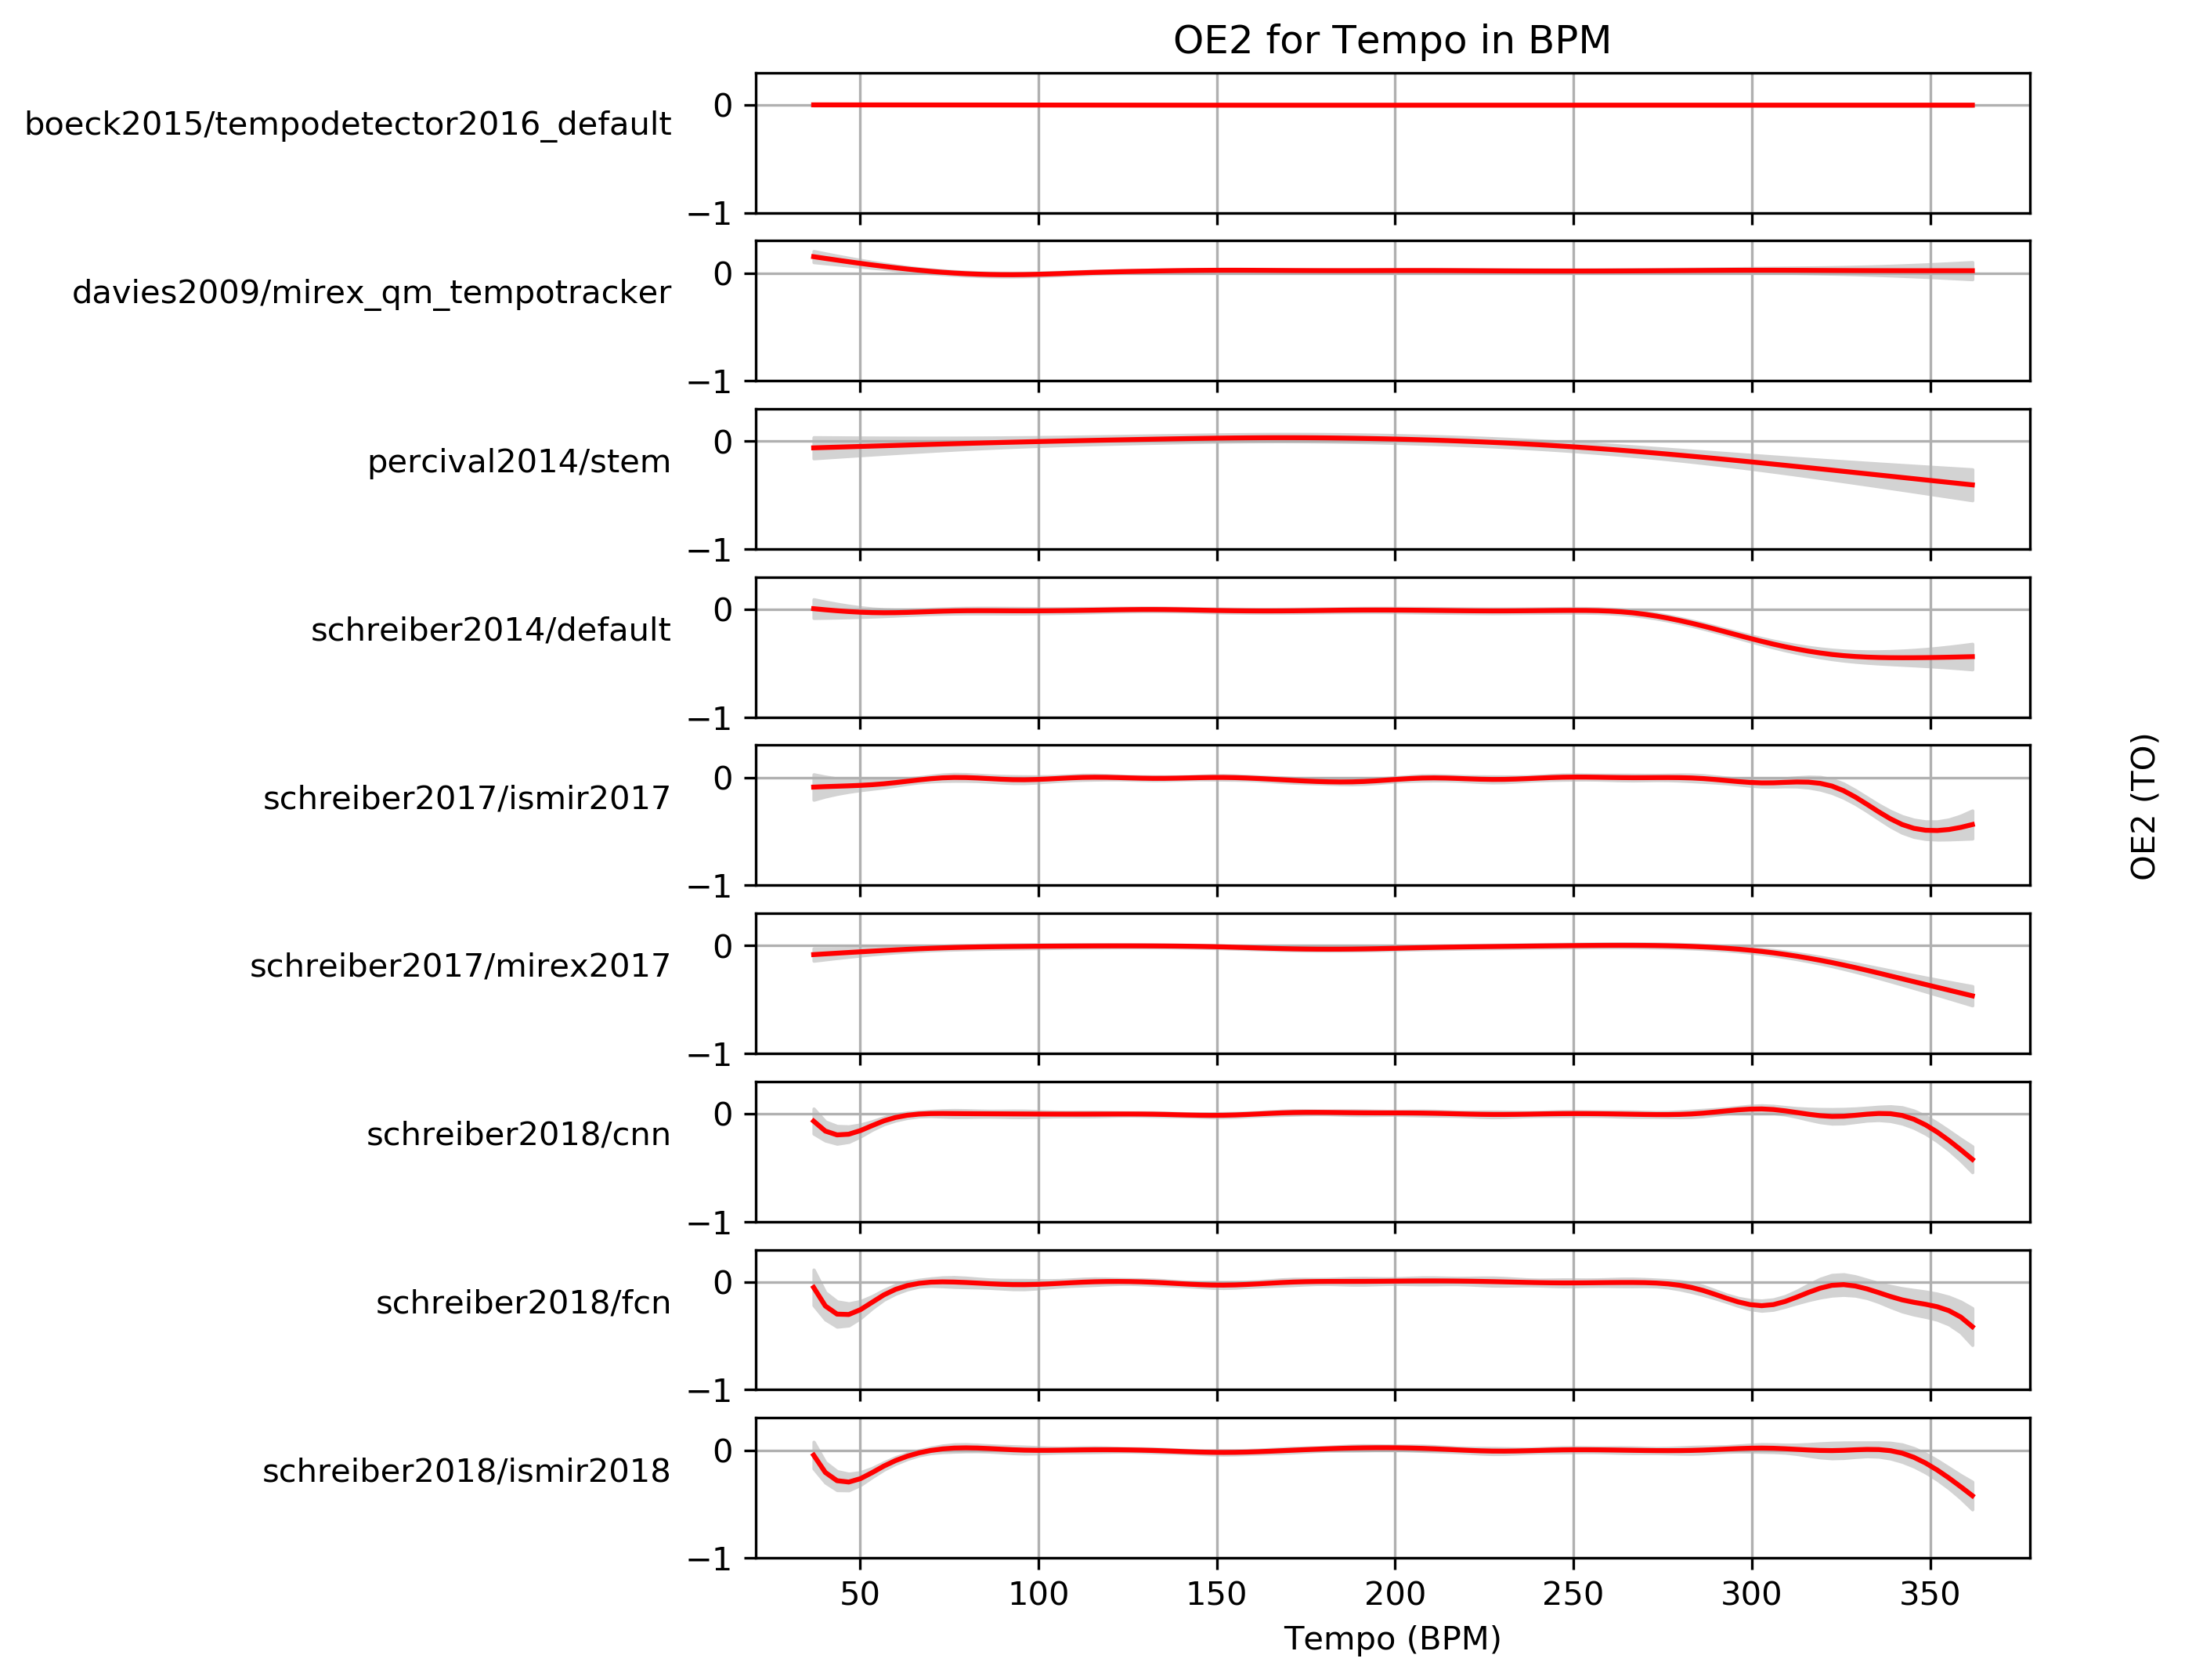 OE2 for Tempo in BPM
boeck2015/tempodetector2016_default
0
−1
davies2009/mirex_qm_tempotracker
0
−1
percival2014/stem
0
−1
schreiber2014/default
0
−1
schreiber2017/ismir2017
0
−1
schreiber2017/mirex2017
0
−1
schreiber2018/cnn
0
−1
schreiber2018/fcn
0
−1
schreiber2018/ismir2018
0
−1
50 100 150 200 250 300 350
Tempo (BPM)
OE2 (TO)